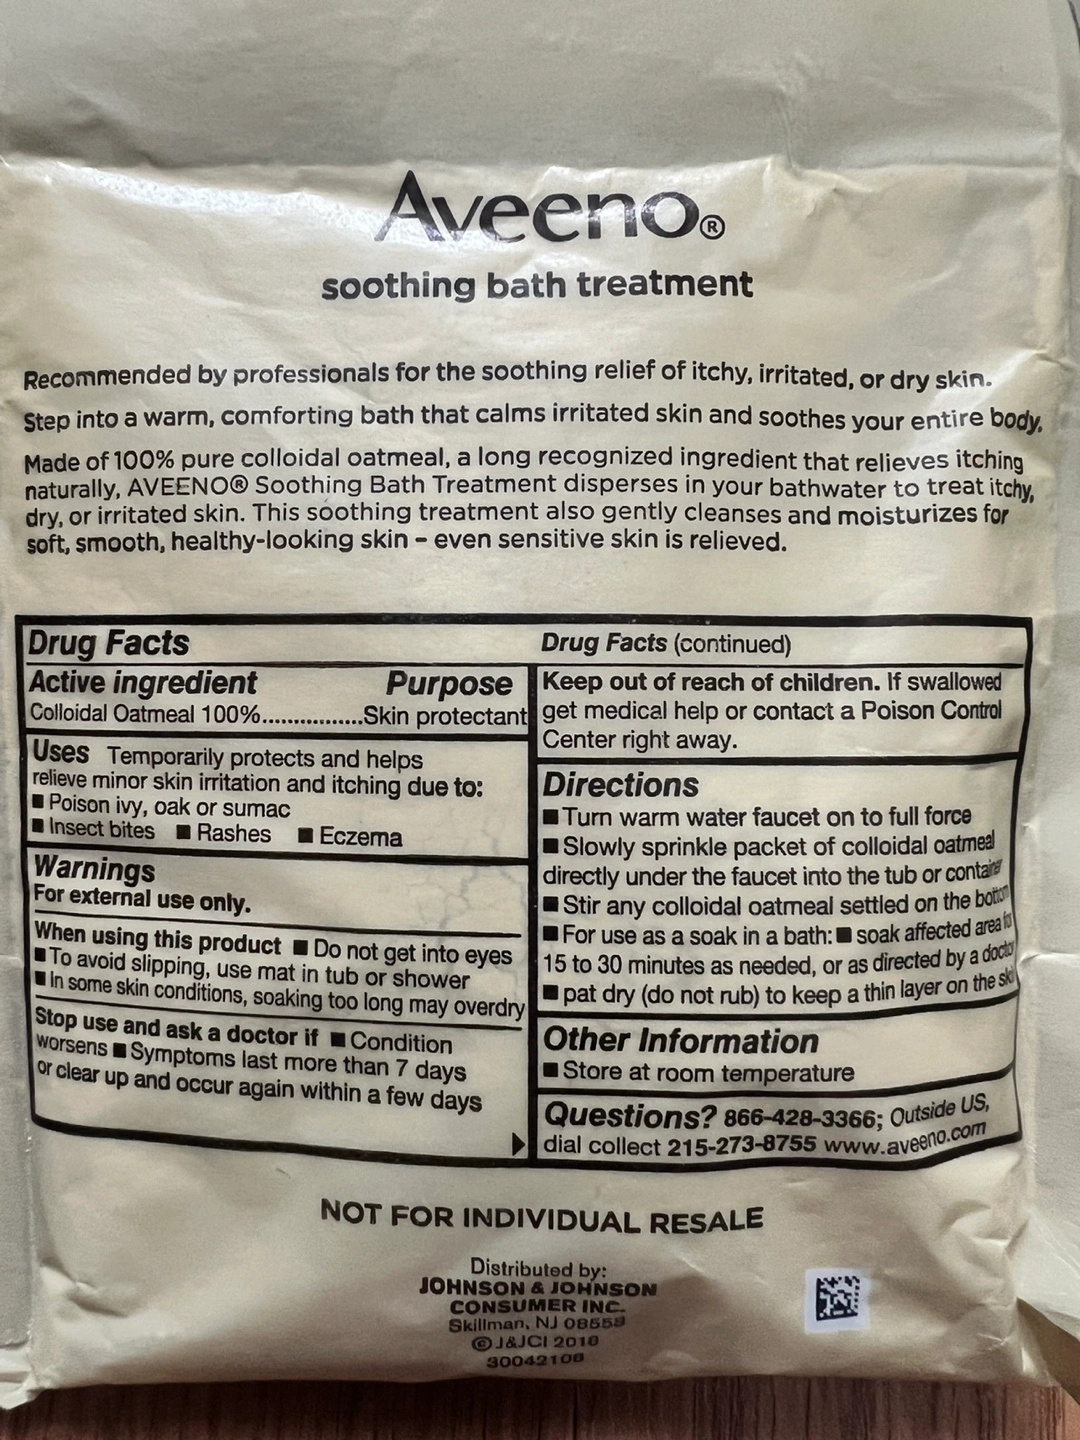 Aveeno®
soothing bath treatment
Recommended by professionals for the soothing relief of itchy, irritated, or dry skin.
Step into a warm, comforting bath that calms irritated skin and soothes your entire body.
Made of 100% pure colloidal oatmeal, a long recognized ingredient that relieves itching
naturally, AVEENO® Soothing Bath Treatment disperses in your bathwater to treat itchy,
dry, or irritated skin. This soothing treatment also gently cleanses and moisturizes for
soft, smooth, healthy-looking skin – even sensitive skin is relieved.
Drug Facts
Active ingredient Purpose
Colloidal Oatmeal 100%................Skin protectant
Uses Temporarily protects and helps
relieve minor skin irritation and itching due to:
■ Poison ivy, oak or sumac
■ Insect bites ■ Rashes ■ Eczema
Warnings
For external use only.
When using this product ■ Do not get into eyes
■ To avoid slipping, use mat in tub or shower
■ In some skin conditions, soaking too long may overdry
Stop use and ask a doctor if ■ Condition
worsens ■ Symptoms last more than 7 days
or clear up and occur again within a few days
Drug Facts (continued)
Keep out of reach of children. If swallowed
get medical help or contact a Poison Control
Center right away.
Directions
■ Turn warm water faucet on to full force
■ Slowly sprinkle packet of colloidal oatmeal
directly under the faucet into the tub or container
■ Stir any colloidal oatmeal settled on the bottom
■ For use as a soak in a bath: ■ soak affected area for
15 to 30 minutes as needed, or as directed by a doctor
■ pat dry (do not rub) to keep a thin layer on the skin
Other Information
■ Store at room temperature
Questions? 866-428-3366; Outside US,
dial collect 215-273-8755 www.aveeno.com
NOT FOR INDIVIDUAL RESALE
Distributed by:
JOHNSON & JOHNSON
CONSUMER INC.
Skillman, NJ 08558
© J&JCI 2018
30042108